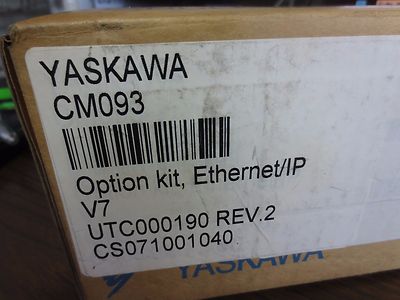 YASKAWA
CM093
Option kit, Ethernet/IP
V7
UTC000190 REV.2
CS071001040
YASKAWA